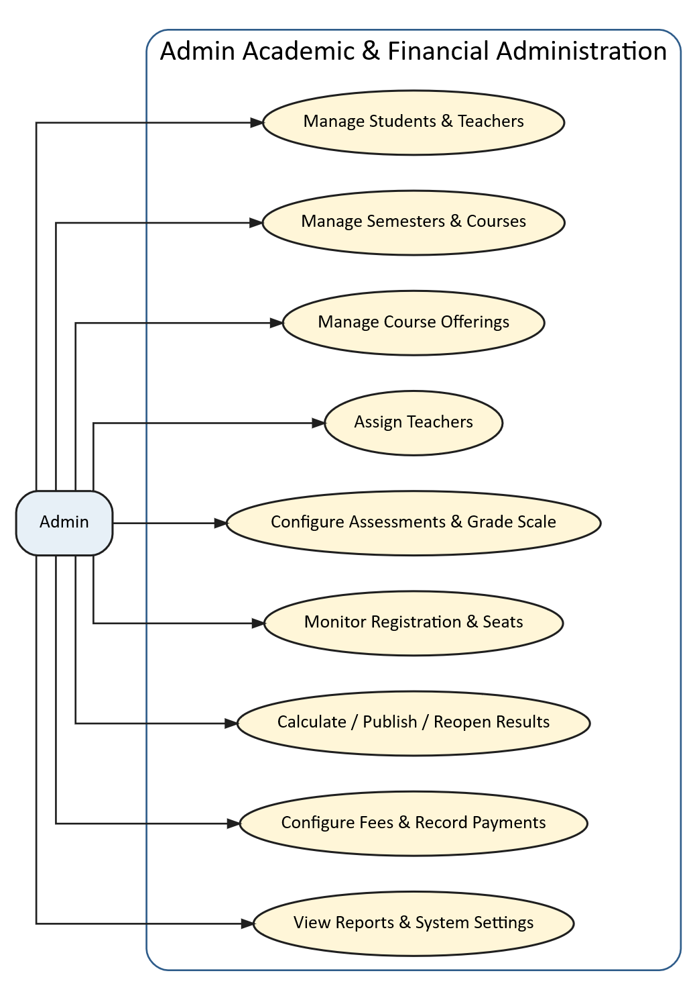 Admin Academic & Financial Administration
Manage Students & Teachers
Manage Semesters & Courses
Manage Course Offerings
Assign Teachers
Admin
Configure Assessments & Grade Scale
Monitor Registration & Seats
Calculate / Publish / Reopen Results
Configure Fees & Record Payments
View Reports & System Settings